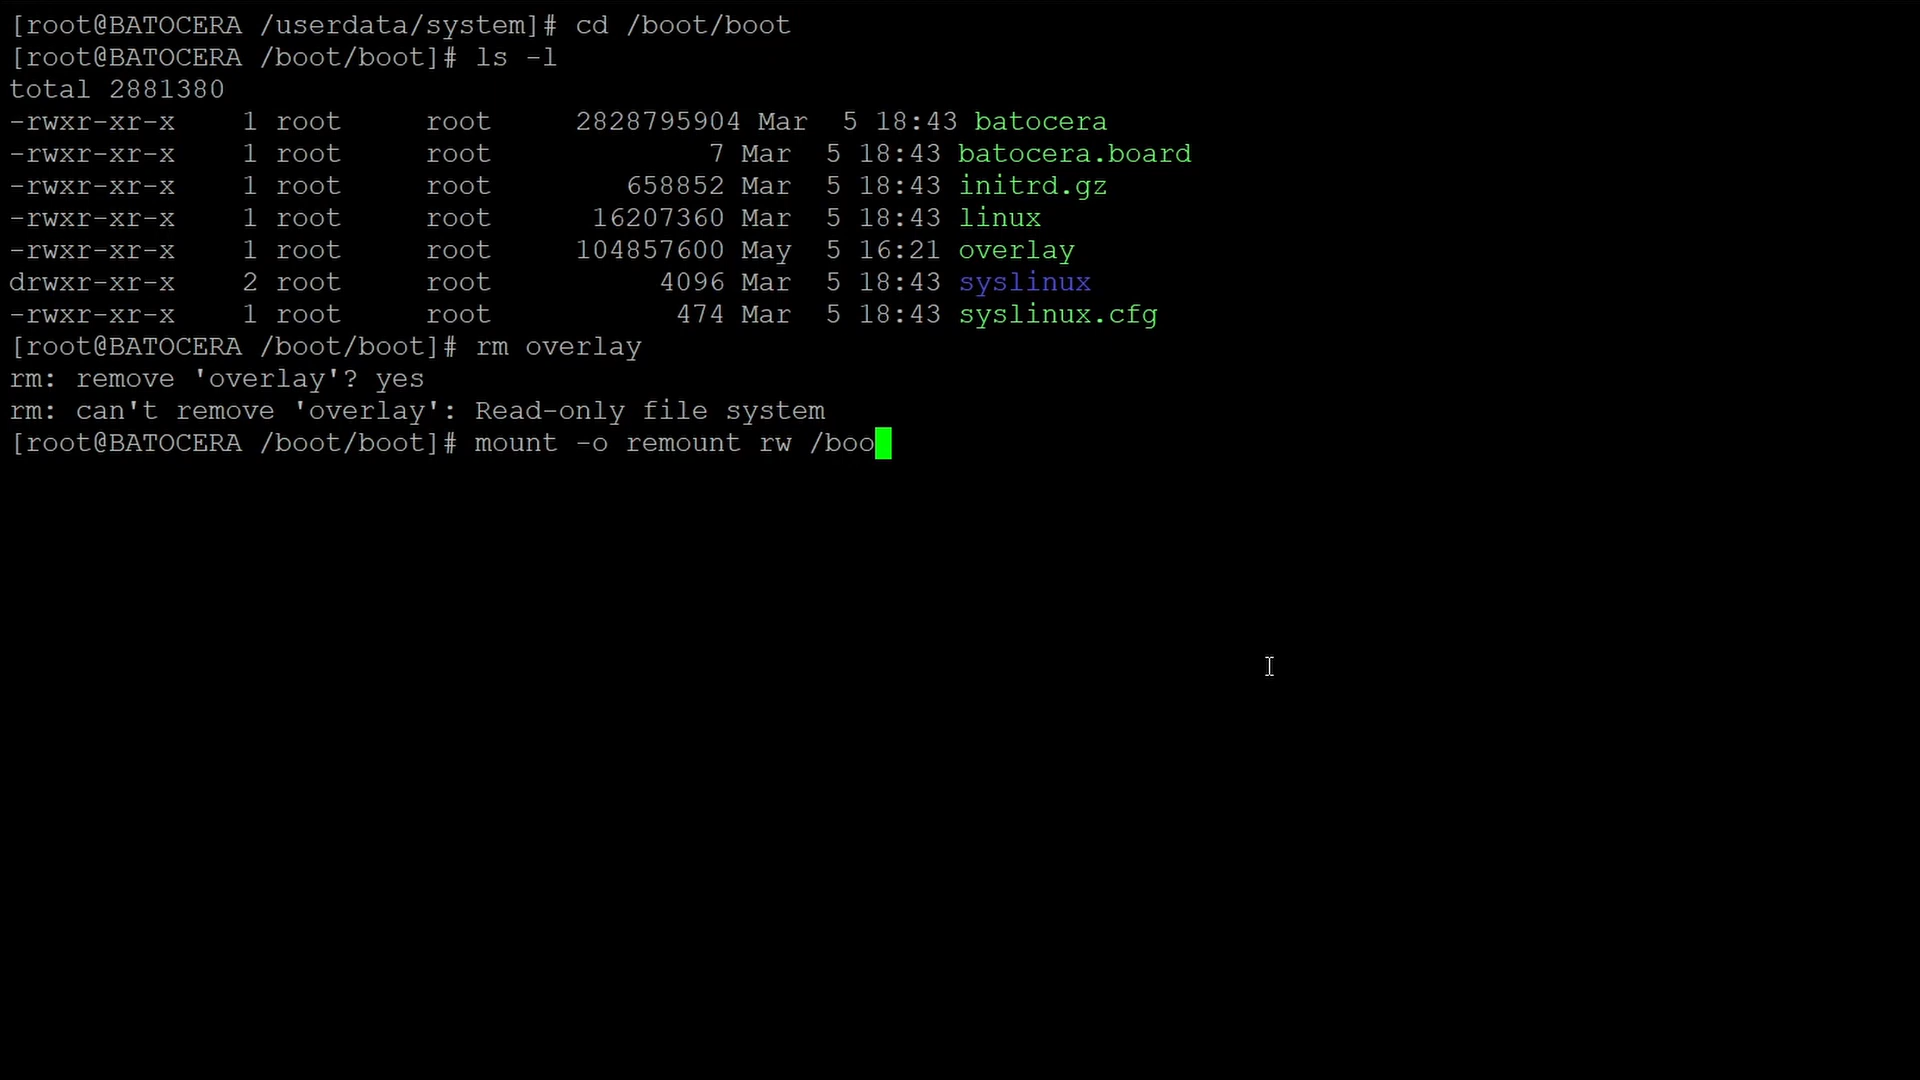 [root@BATOCERA /userdata/system]# cd /boot/boot
[root@BATOCERA /boot/boot]# ls -l
total 2881380
-rwxr-xr-x    1 root     root     2828795904 Mar  5 18:43 batocera
-rwxr-xr-x    1 root     root             7 Mar  5 18:43 batocera.board
-rwxr-xr-x    1 root     root        658852 Mar  5 18:43 initrd.gz
-rwxr-xr-x    1 root     root      16207360 Mar  5 18:43 linux
-rwxr-xr-x    1 root     root     104857600 May  5 16:21 overlay
drwxr-xr-x    2 root     root          4096 Mar  5 18:43 syslinux
-rwxr-xr-x    1 root     root           474 Mar  5 18:43 syslinux.cfg
[root@BATOCERA /boot/boot]# rm overlay
rm: remove 'overlay'? yes
rm: can't remove 'overlay': Read-only file system
[root@BATOCERA /boot/boot]# mount -o remount rw /boo